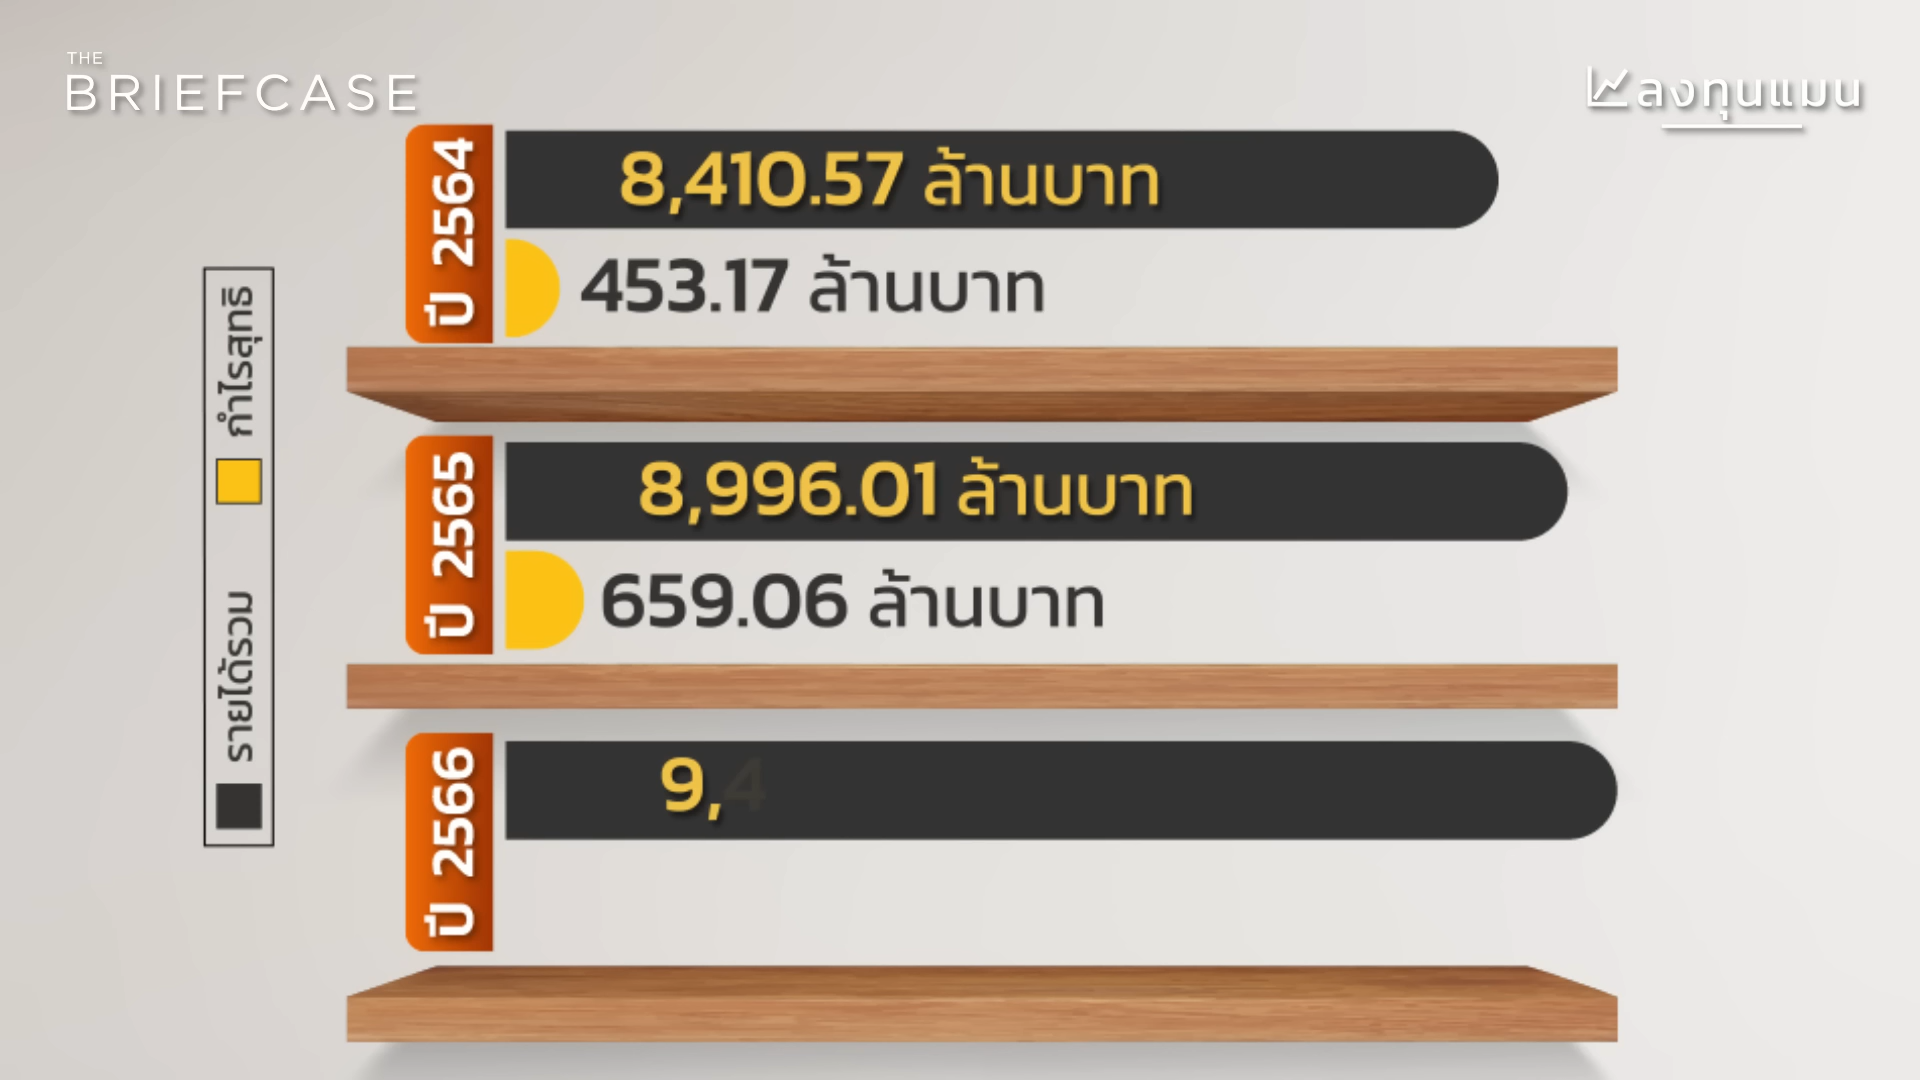 THE
BRIEFCASE
ลงทุนแมน
ปี 2564
8,410.57 ล้านบาท
453.17 ล้านบาท
กำไรสุทธิ
รายได้รวม
ปี 2565
8,996.01 ล้านบาท
659.06 ล้านบาท
ปี 2566
9,4